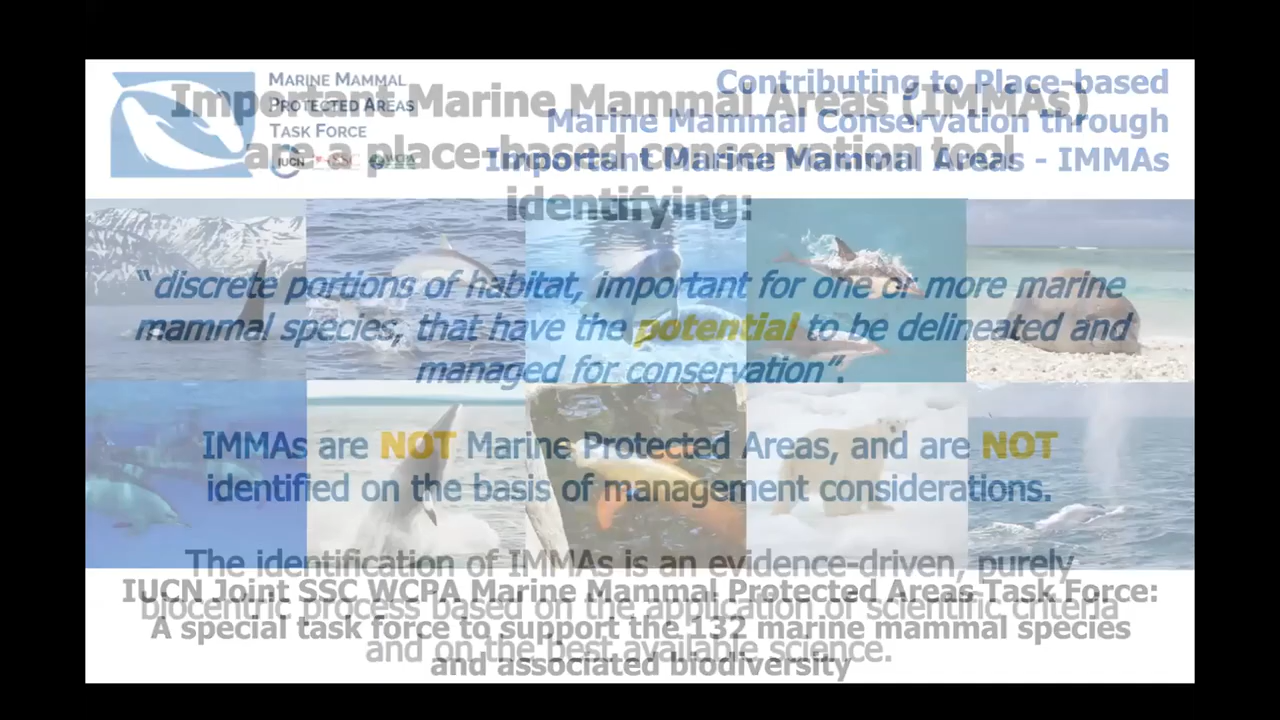 MARINE MAMMAL
PROTECTED AREAS
TASK FORCE
IUCN SSC WCPA
Contributing to Place-based
Marine Mammal Conservation through
Important Marine Mammal Areas - IMMAs
Important Marine Mammal Areas (IMMAs)
are a place-based conservation tool
identifying:
“discrete portions of habitat, important for one or more marine
mammal species, that have the potential to be delineated and
managed for conservation”.
IMMAs are NOT Marine Protected Areas, and are NOT
identified on the basis of management considerations.
The identification of IMMAs is an evidence-driven, purely
biocentric process based on the application of scientific criteria
and on the best available science.
IUCN Joint SSC WCPA Marine Mammal Protected Areas Task Force:
A special task force to support the 132 marine mammal species
and associated biodiversity